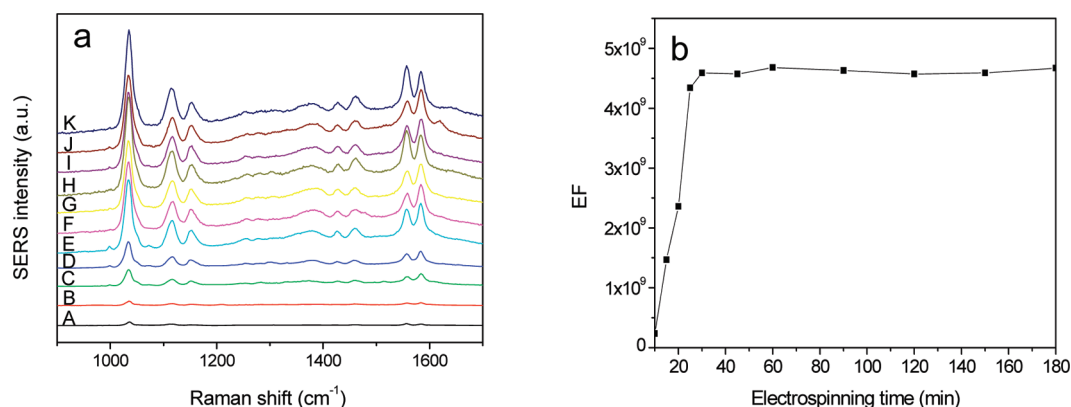 a
SERS intensity (a.u.)
K
J
I
H
G
F
E
D
C
B
A
1000 1200 1400 1600
Raman shift (cm⁻¹)
b
EF
5x10⁹
4x10⁹
3x10⁹
2x10⁹
1x10⁹
0
20 40 60 80 100 120 140 160 180
Electrospinning time (min)